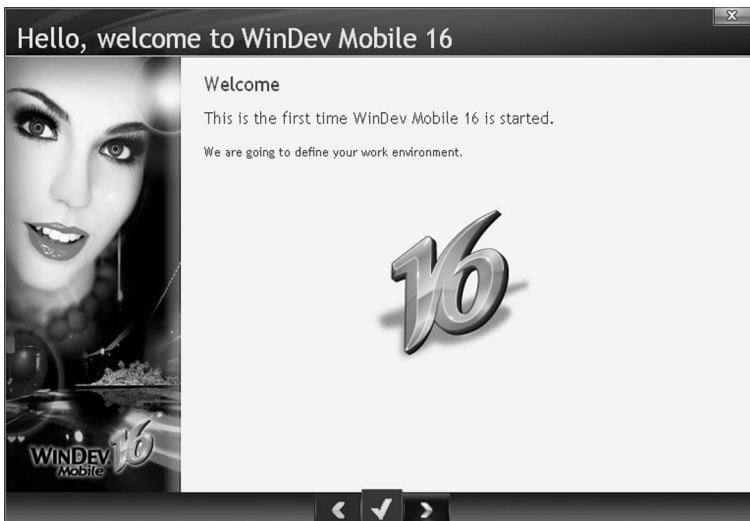 Hello, welcome to WinDev Mobile 16
Welcome
This is the first time WinDev Mobile 16 is started.
We are going to define your work environment.
16
WINDEV 16
Mobile